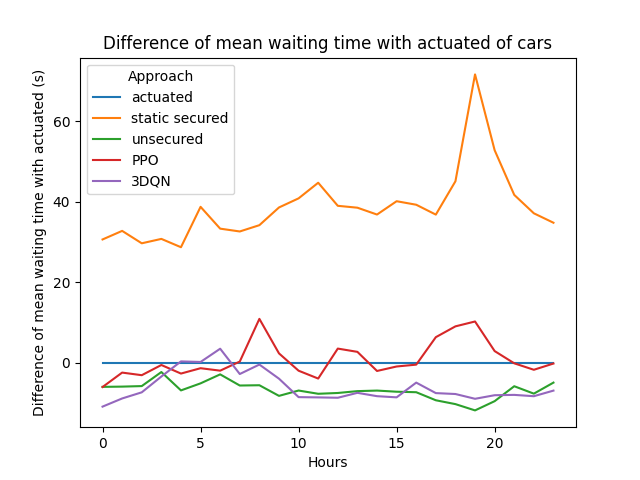 Difference of mean waiting time with actuated of cars
Difference of mean waiting time with actuated (s)
Approach
actuated
static secured
unsecured
PPO
3DQN
60
40
20
0
0 5 10 15 20
Hours